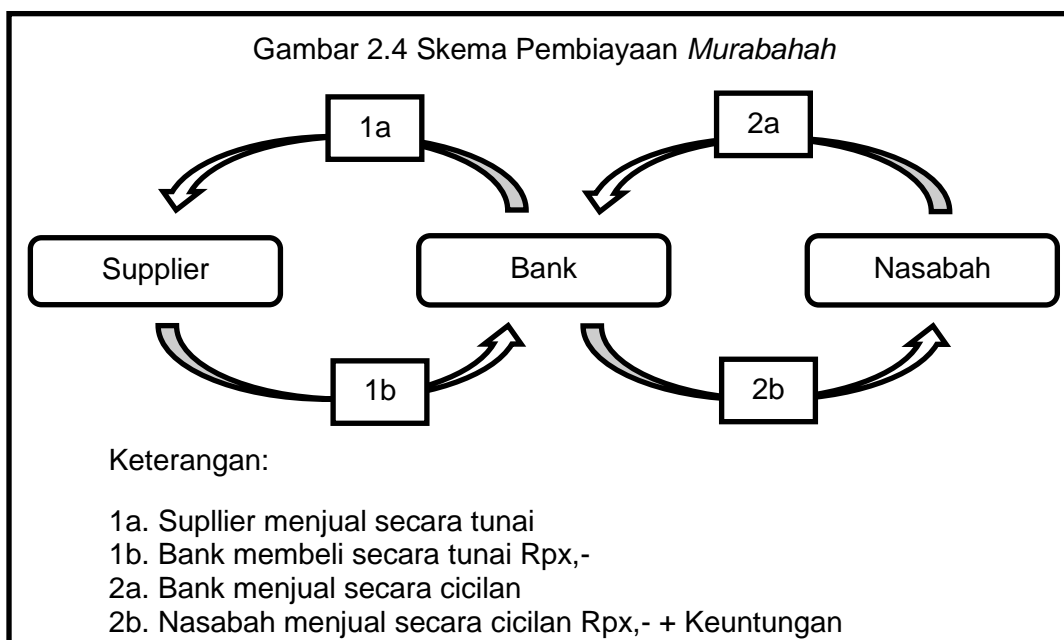 Gambar 2.4 Skema Pembiayaan Murabahah
1a
2a
Supplier
Bank
Nasabah
1b
2b
Keterangan:
1a. Supllier menjual secara tunai
1b. Bank membeli secara tunai Rpx,-
2a. Bank menjual secara cicilan
2b. Nasabah menjual secara cicilan Rpx,- + Keuntungan